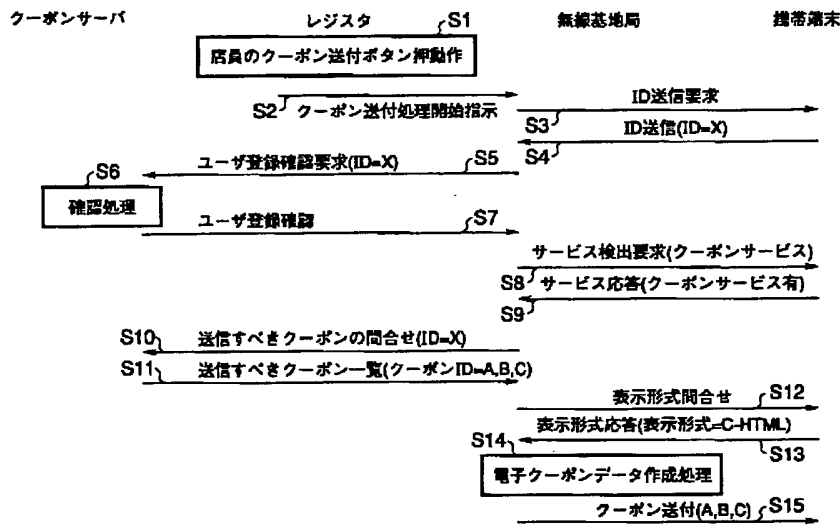 クーポンサーバ レジスタ 無線基地局 携帯端末
S1
店員のクーポン送付ボタン押動作
S2 クーポン送付処理開始指示
ID送信要求
S3
ID送信(ID=X)
S4
ユーザ登録確認要求(ID=X) S5
S6
確認処理
ユーザ登録確認 S7
サービス検出要求(クーポンサービス)
S8 サービス応答(クーポンサービス有)
S9
S10 送信すべきクーポンの問合せ(ID=X)
S11 送信すべきクーポン一覧(クーポンID=A,B,C)
表示形式問合せ S12
表示形式応答(表示形式=C-HTML)
S13
S14
電子クーポンデータ作成処理
クーポン送付(A,B,C) S15